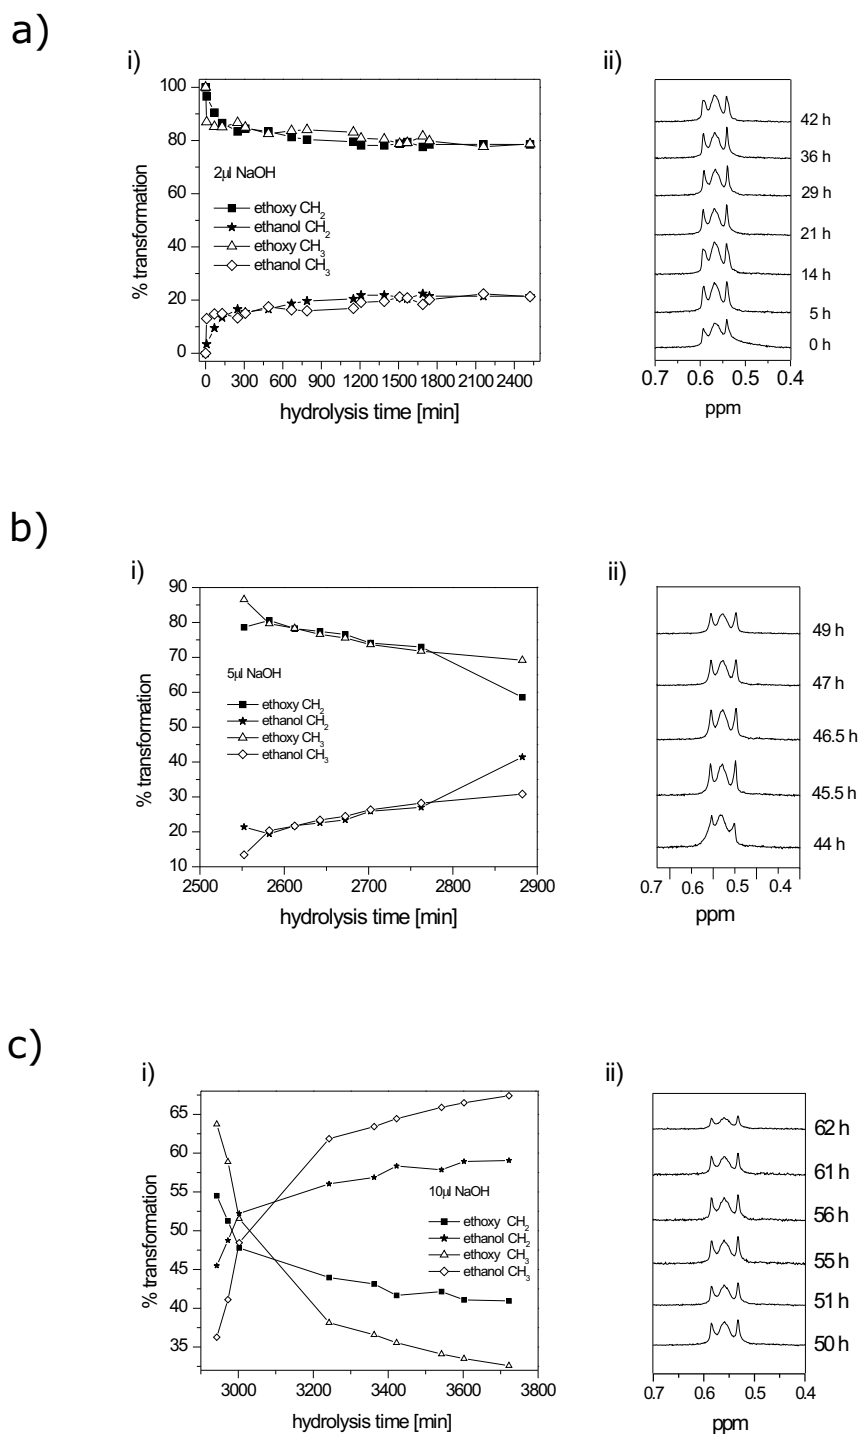 a)
i)
100
80
60
40
20
0
% transformation
2µl NaOH
ethoxy CH2
ethanol CH2
ethoxy CH3
ethanol CH3
0 300 600 900 1200 1500 1800 2100 2400
hydrolysis time [min]
ii)
42 h
36 h
29 h
21 h
14 h
5 h
0 h
0.7 0.6 0.5 0.4
ppm
b)
i)
90
80
70
60
50
40
30
20
10
% transformation
5µl NaOH
ethoxy CH2
ethanol CH2
ethoxy CH3
ethanol CH3
2500 2600 2700 2800 2900
hydrolysis time [min]
ii)
49 h
47 h
46.5 h
45.5 h
44 h
0.7 0.6 0.5 0.4
ppm
c)
i)
65
60
55
50
45
40
35
% transformation
10µl NaOH
ethoxy CH2
ethanol CH2
ethoxy CH3
ethanol CH3
3000 3200 3400 3600 3800
hydrolysis time [min]
ii)
62 h
61 h
56 h
55 h
51 h
50 h
0.7 0.6 0.5 0.4
ppm